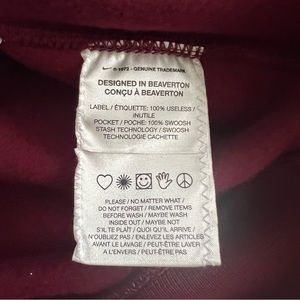 © 1972 - GENUINE TRADEMARK
DESIGNED IN BEAVERTON
CONÇU À BEAVERTON
LABEL / ÉTIQUETTE: 100% USELESS /
INUTILE
POCKET / POCHE: 100% SWOOSH
STASH TECHNOLOGY / SWOOSH
TECHNOLOGIE CACHETTE
PLEASE / NO MATTER WHAT /
DO NOT FORGET / REMOVE ITEMS
BEFORE WASH / MAYBE WASH
INSIDE OUT / OR MAYBE NOT
S'IL TE PLAÎT / QUOI QU'IL ARRIVE /
N'OUBLIEZ PAS / ENLEVEZ LES ARTICLES
AVANT LE LAVAGE / PEUT-ÊTRE LAVER
A L'ENVERS / PEUT-ÊTRE PAS